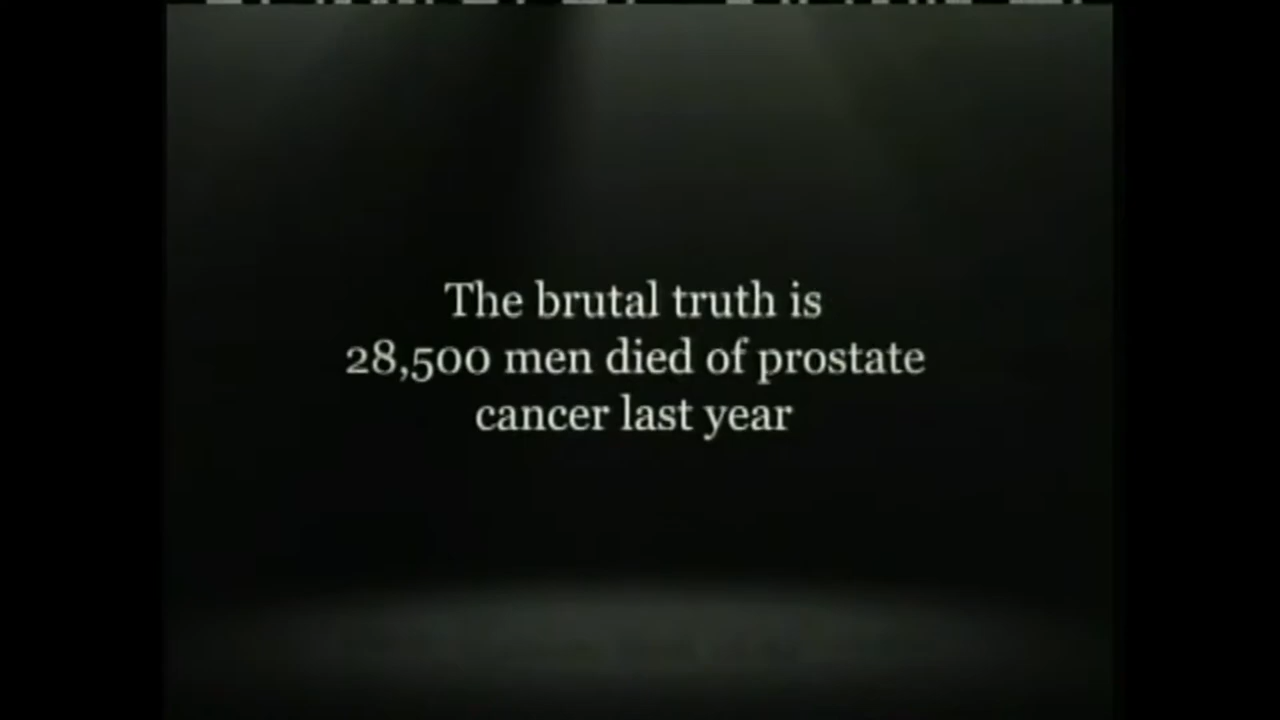 The brutal truth is
28,500 men died of prostate
cancer last year